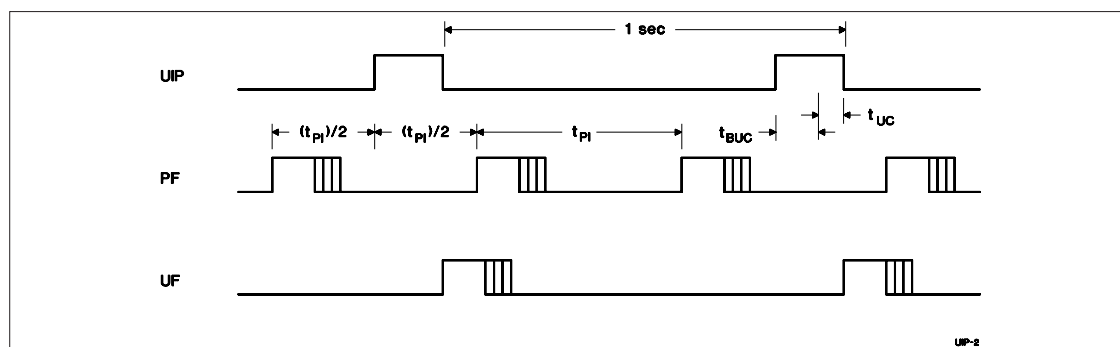 1 sec
UIP
(tPI)/2
(tPI)/2
tPI
tBUC
tUC
PF
UF
UIP-2